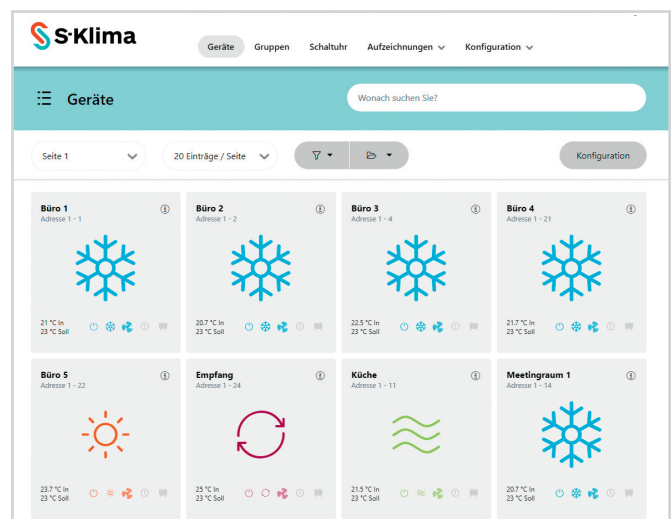 S·Klima
Geräte Gruppen Schaltuhr Aufzeichnungen Konfiguration
Geräte
Wonach suchen Sie?
Seite 1 20 Einträge / Seite Konfiguration
Büro 1
Adresse 1 - 1
21 °C In
23 °C Soll
Büro 2
Adresse 1 - 2
20.7 °C In
23 °C Soll
Büro 3
Adresse 1 - 4
22.5 °C In
23 °C Soll
Büro 4
Adresse 1 - 21
21.7 °C In
23 °C Soll
Büro 5
Adresse 1 - 22
23.7 °C In
23 °C Soll
Empfang
Adresse 1 - 24
25 °C In
23 °C Soll
Küche
Adresse 1 - 11
21.5 °C In
23 °C Soll
Meetingraum 1
Adresse 1 - 14
20.7 °C In
23 °C Soll